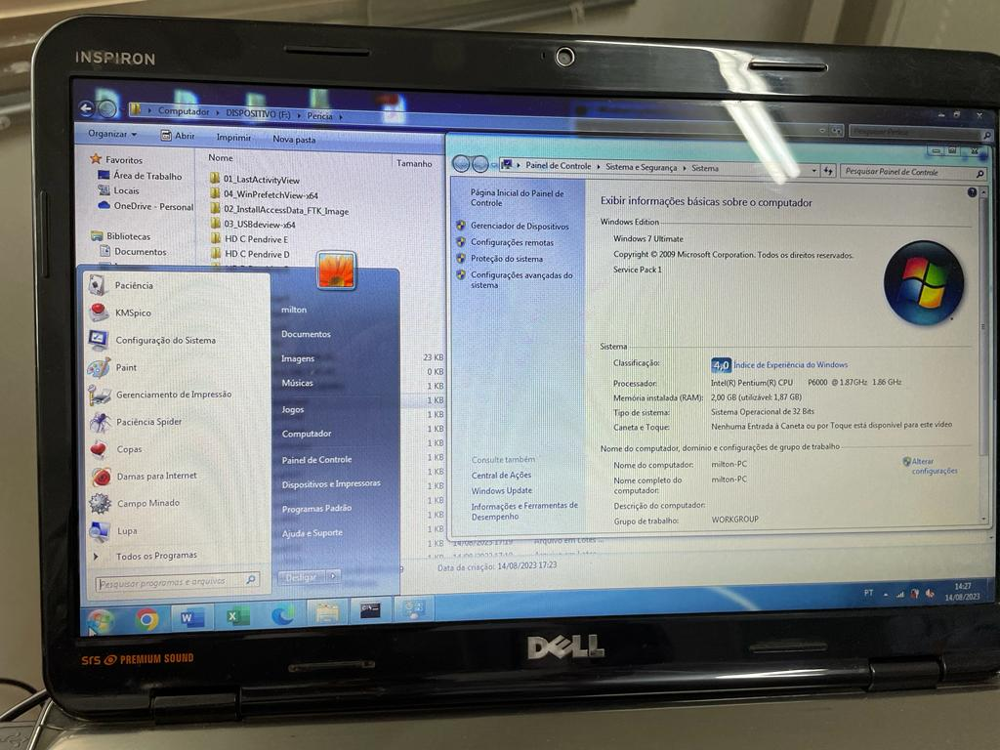 INSPIRON
Computador ▸ DISPOSITIVO (F:) ▸ Perícia ▸
Organizar Abrir Imprimir Nova pasta
Favoritos
Área de Trabalho
Locais
OneDrive - Personal
Bibliotecas
Documentos
Nome Tamanho
01_LastActivityView
04_WinPrefetchView-x64
02_InstallAccessData_FTK_Image
03_USBdeview-x64
HD C Pendrive E
HD C Pendrive D
23 KB
0 KB
1 KB
1 KB
1 KB
1 KB
1 KB
1 KB
1 KB
1 KB
1 KB
1 KB
14/08/2023 17:19 Arquivo em Lotes ...
Data da criação: 14/08/2023 17:23
Paciência
KMSpico
Configuração do Sistema
Paint
Gerenciamento de Impressão
Paciência Spider
Copas
Damas para Internet
Campo Minado
Lupa
Todos os Programas
Pesquisar programas e arquivos
milton
Documentos
Imagens
Músicas
Jogos
Computador
Painel de Controle
Dispositivos e Impressoras
Programas Padrão
Ajuda e Suporte
Desligar
Painel de Controle ▸ Sistema e Segurança ▸ Sistema
Pesquisar Painel de Controle
Página Inicial do Painel de
Controle
Gerenciador de Dispositivos
Configurações remotas
Proteção do sistema
Configurações avançadas do
sistema
Consulte também
Central de Ações
Windows Update
Informações e Ferramentas de
Desempenho
Exibir informações básicas sobre o computador
Windows Edition
Windows 7 Ultimate
Copyright © 2009 Microsoft Corporation. Todos os direitos reservados.
Service Pack 1
Sistema
Classificação: 4,0 Índice de Experiência do Windows
Processador: Intel(R) Pentium(R) CPU P6000 @ 1.87GHz 1.86 GHz
Memória instalada (RAM): 2,00 GB (utilizável: 1,87 GB)
Tipo de sistema: Sistema Operacional de 32 Bits
Caneta e Toque: Nenhuma Entrada à Caneta ou por Toque está disponível para este vídeo
Nome do computador, domínio e configurações de grupo de trabalho
Nome do computador: milton-PC
Alterar
configurações
Nome completo do
computador: milton-PC
Descrição do computador:
Grupo de trabalho: WORKGROUP
PT
14:27
14/08/2023
SRS PREMIUM SOUND
DELL